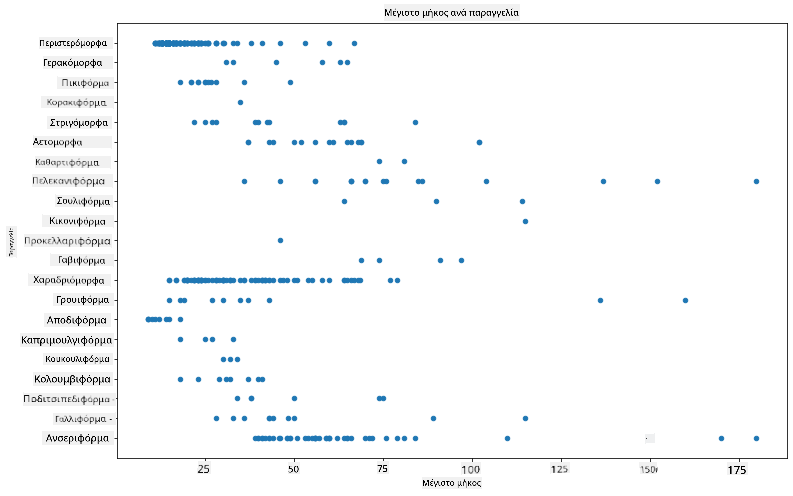 Μέγιστο μήκος ανά παραγγελία
Περιστερόμορφα
Γερακόμορφα
Πικιφόρμα
Κορακιφόρμα
Στριγόμορφα
Αετομορφα
Καθαρτιφόρμα
Πελεκανιφόρμα
Σουλιφόρμα
Κικονιφόρμα
Προκελλαριφόρμα
Γαβιφόρμα
Χαραδριόμορφα
Γρουιφόρμα
Αποδιφόρμα
Καπριμουλγιφόρμα
Κουκουλιφόρμα
Κολουμβιφόρμα
Ποδιτσιπεδιφόρμα
Γαλλιφόρμα
Ανσεριφόρμα
25 50 75 100 125 150 175
Μέγιστο μήκος